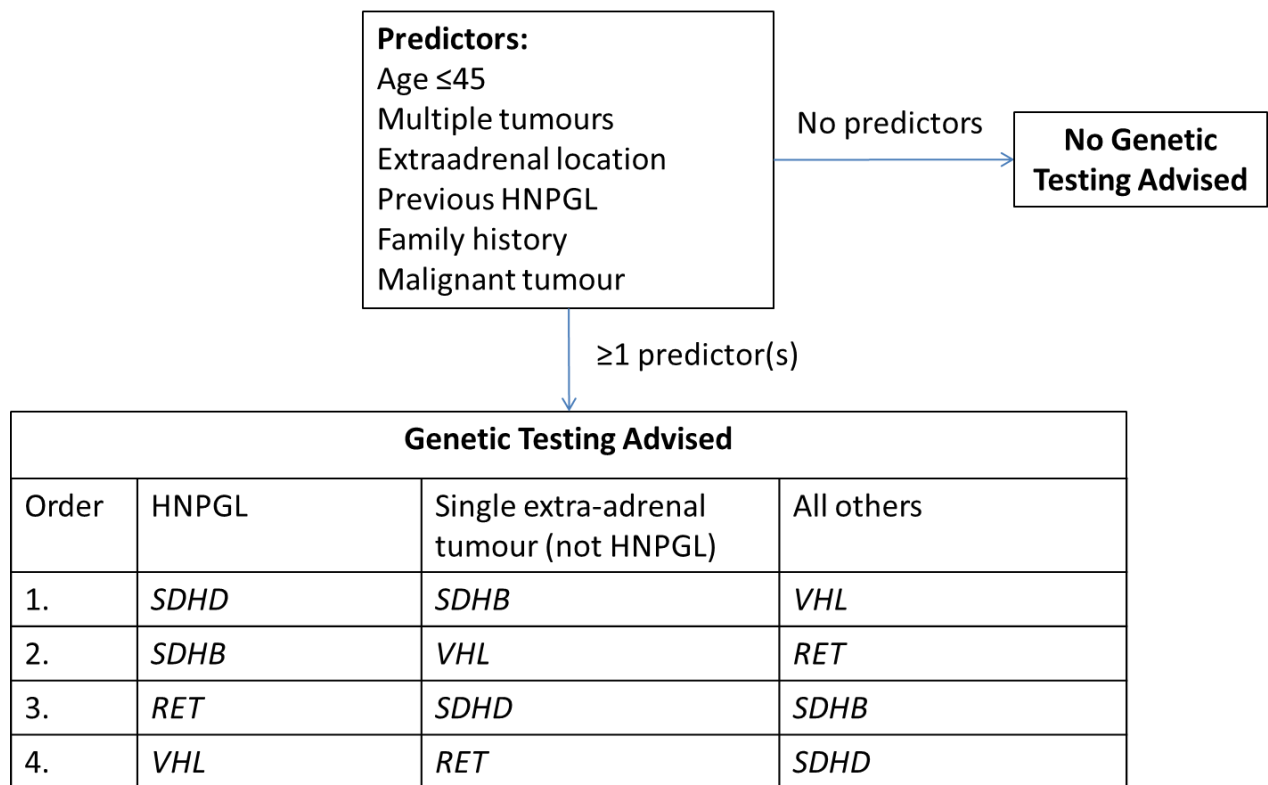 Predictors:
Age ≤45
Multiple tumours
Extraadrenal location
Previous HNPGL
Family history
Malignant tumour
No predictors
No Genetic
Testing Advised
≥1 predictor(s)
Genetic Testing Advised
Order HNPGL Single extra-adrenal All others
tumour (not HNPGL)
1. SDHD SDHB VHL
2. SDHB VHL RET
3. RET SDHD SDHB
4. VHL RET SDHD